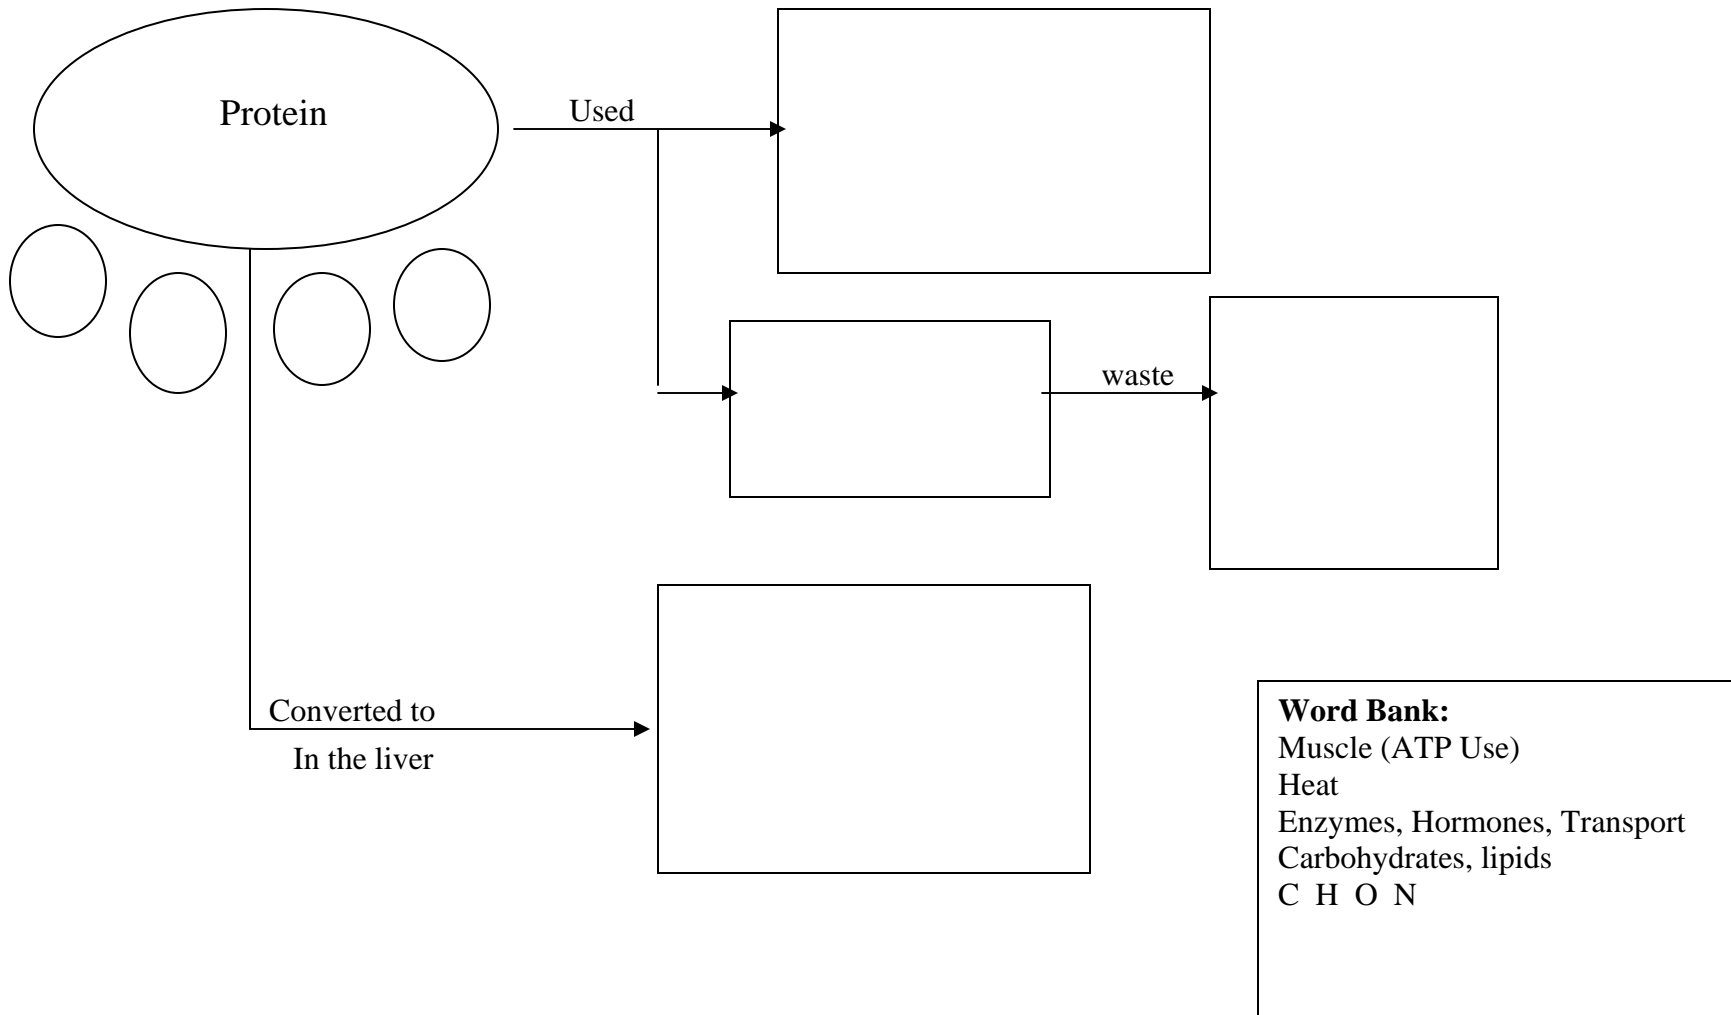 Protein
Used
waste
Converted to
In the liver
Word Bank:
Muscle (ATP Use)
Heat
Enzymes, Hormones, Transport
Carbohydrates, lipids
C H O N